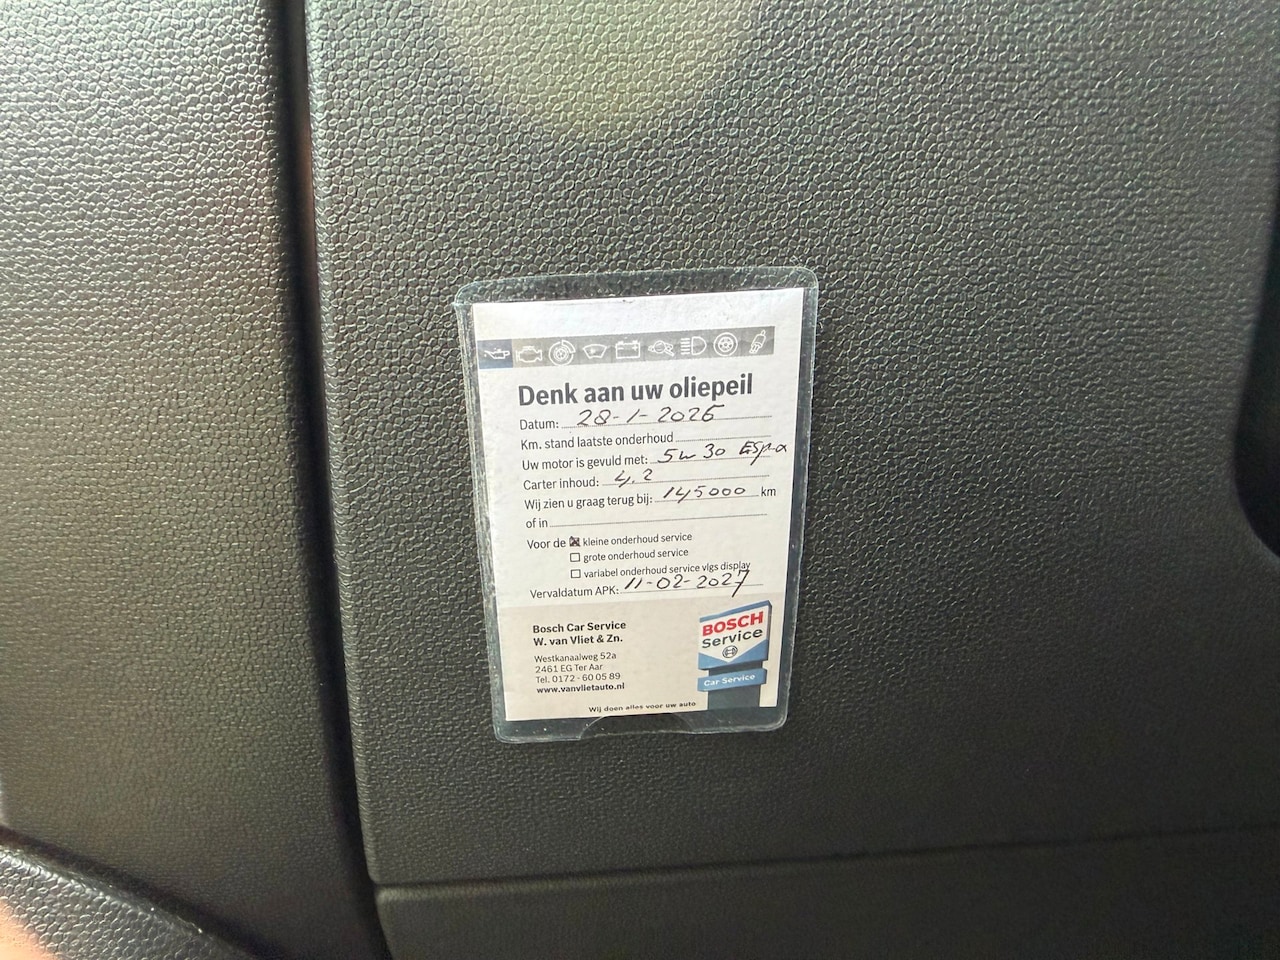 Denk aan uw oliepeil
Datum: 28-1-2026
Km. stand laatste onderhoud
Uw motor is gevuld met: 5w30
Carter inhoud: 4.2
Wij zien u graag terug bij: 145000 km
of in
Voor de kleine onderhoud service
grote onderhoud service
variabel onderhoud service vlgs display
Vervaldatum APK: 11-02-2027
Bosch Car Service
W. van Vliet & Zn.
Westkanaalweg 52a
2461 EG Ter Aar
Tel. 0172 - 60 05 89
www.vanvlietauto.nl
BOSCH
Service
Car Service
Wij doen alles voor uw auto